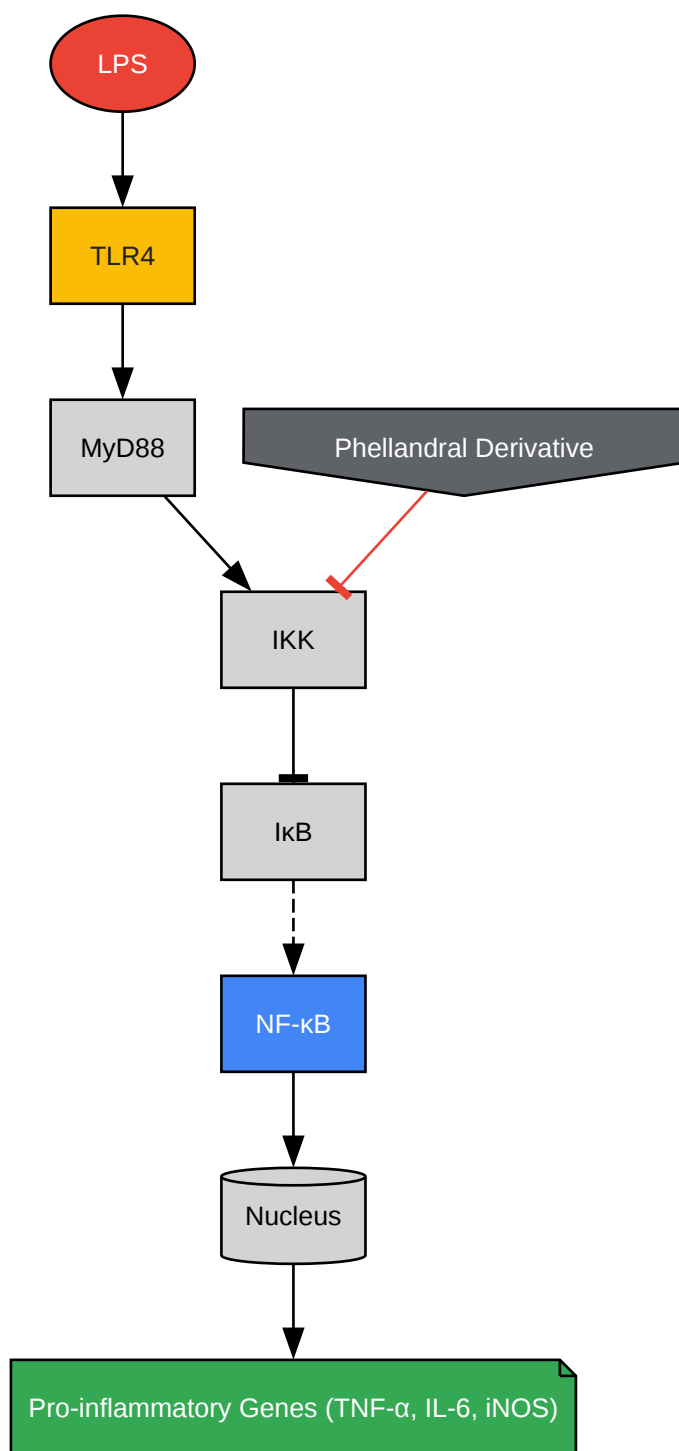 LPS
TLR4
MyD88
Phellandral Derivative
IKK
IκB
NF-κB
Nucleus
Pro-inflammatory Genes (TNF-α, IL-6, iNOS)